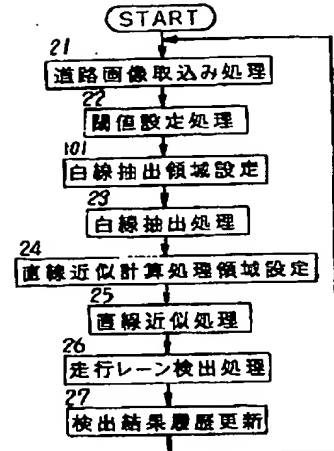 START
21
道路画像取込み処理
22
閾値設定処理
101
白線抽出領域設定
23
白線抽出処理
24
直線近似計算処理領域設定
25
直線近似処理
26
走行レーン検出処理
27
検出結果履歴更新